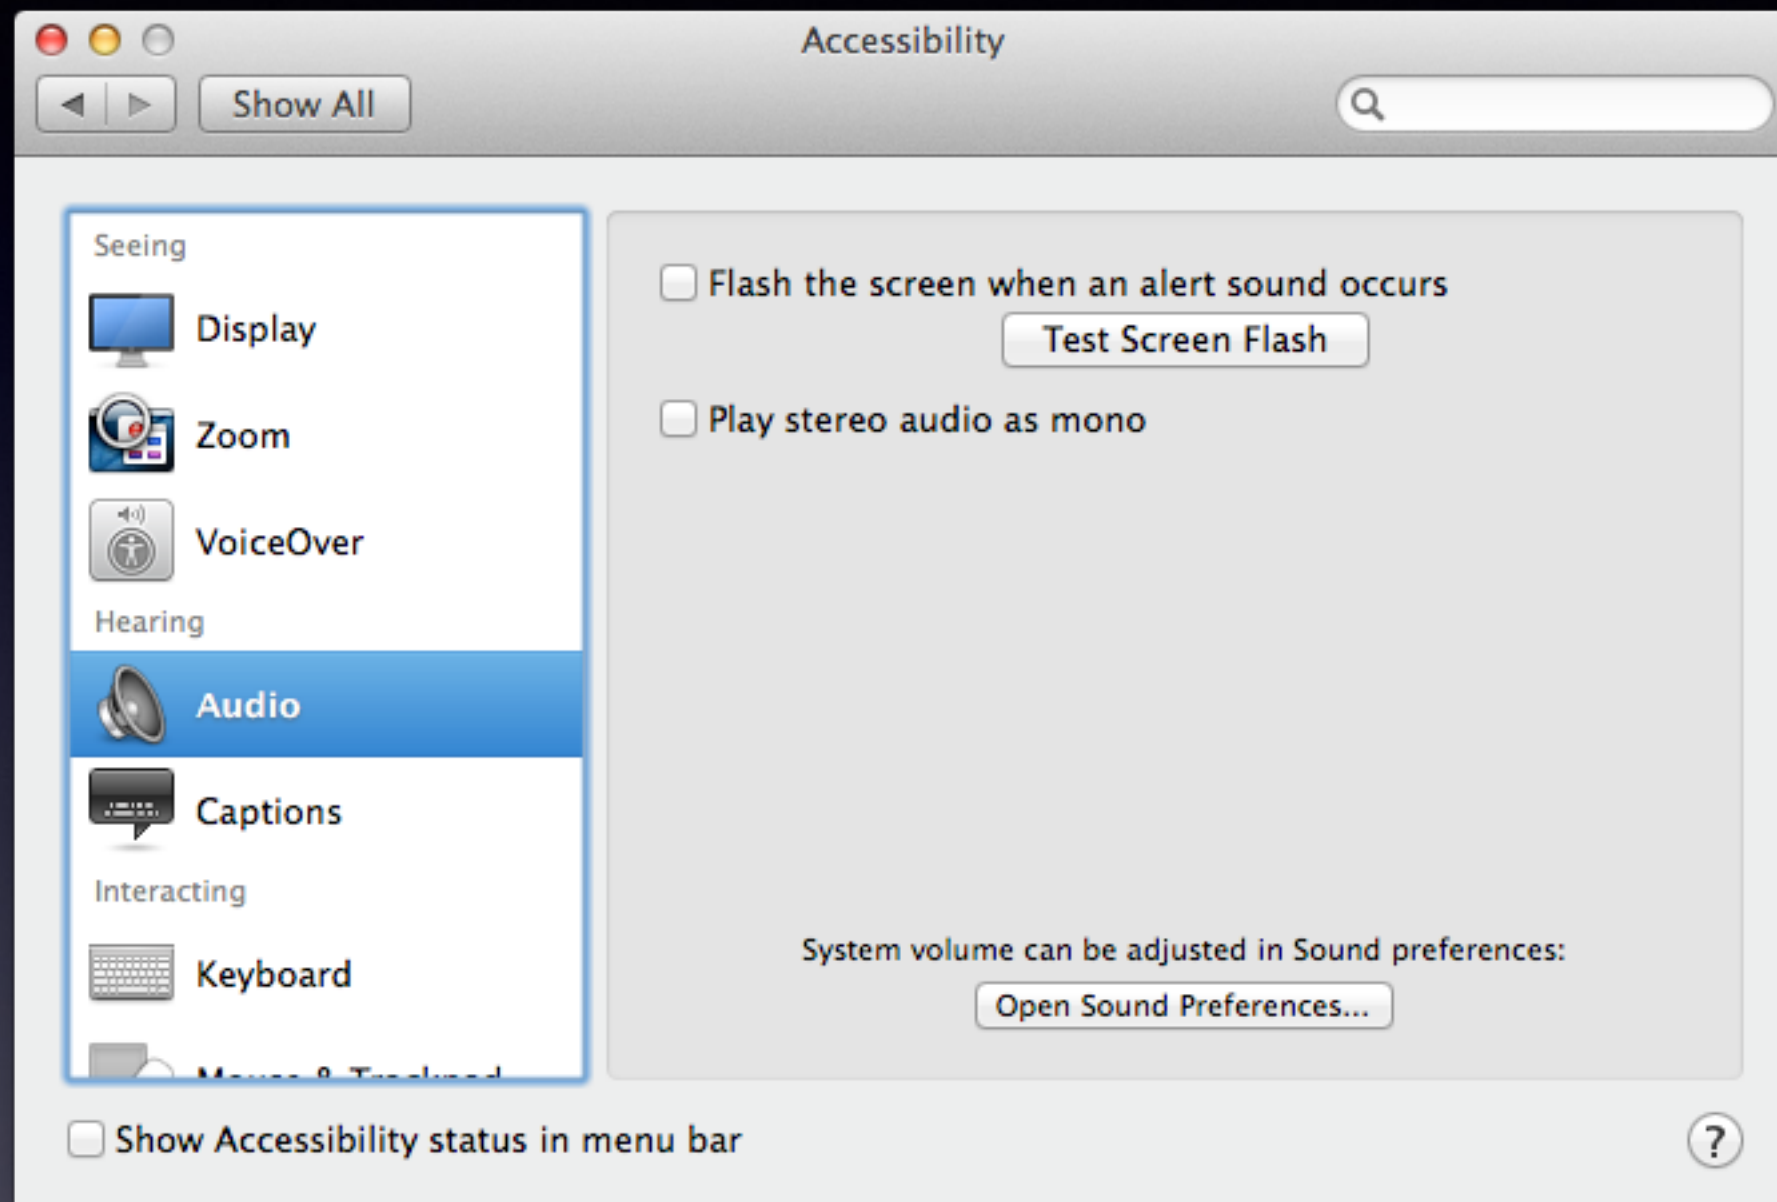 Accessibility
Show All
Seeing
Display
Zoom
VoiceOver
Hearing
Audio
Captions
Interacting
Keyboard
Mouse & Trackpad
Flash the screen when an alert sound occurs
Test Screen Flash
Play stereo audio as mono
System volume can be adjusted in Sound preferences:
Open Sound Preferences...
Show Accessibility status in menu bar
?